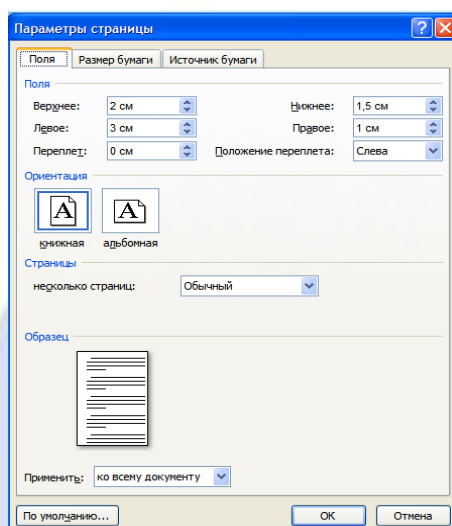 Параметры страницы
Поля Размер бумаги Источник бумаги
Поля
Верхнее: 2 см Нижнее: 1,5 см
Левое: 3 см Правое: 1 см
Переплет: 0 см Положение переплета: Слева
Ориентация
A A
книжная альбомная
Страницы
несколько страниц: Обычный
Образец
Применить: ко всему документу
По умолчанию... ОК Отмена